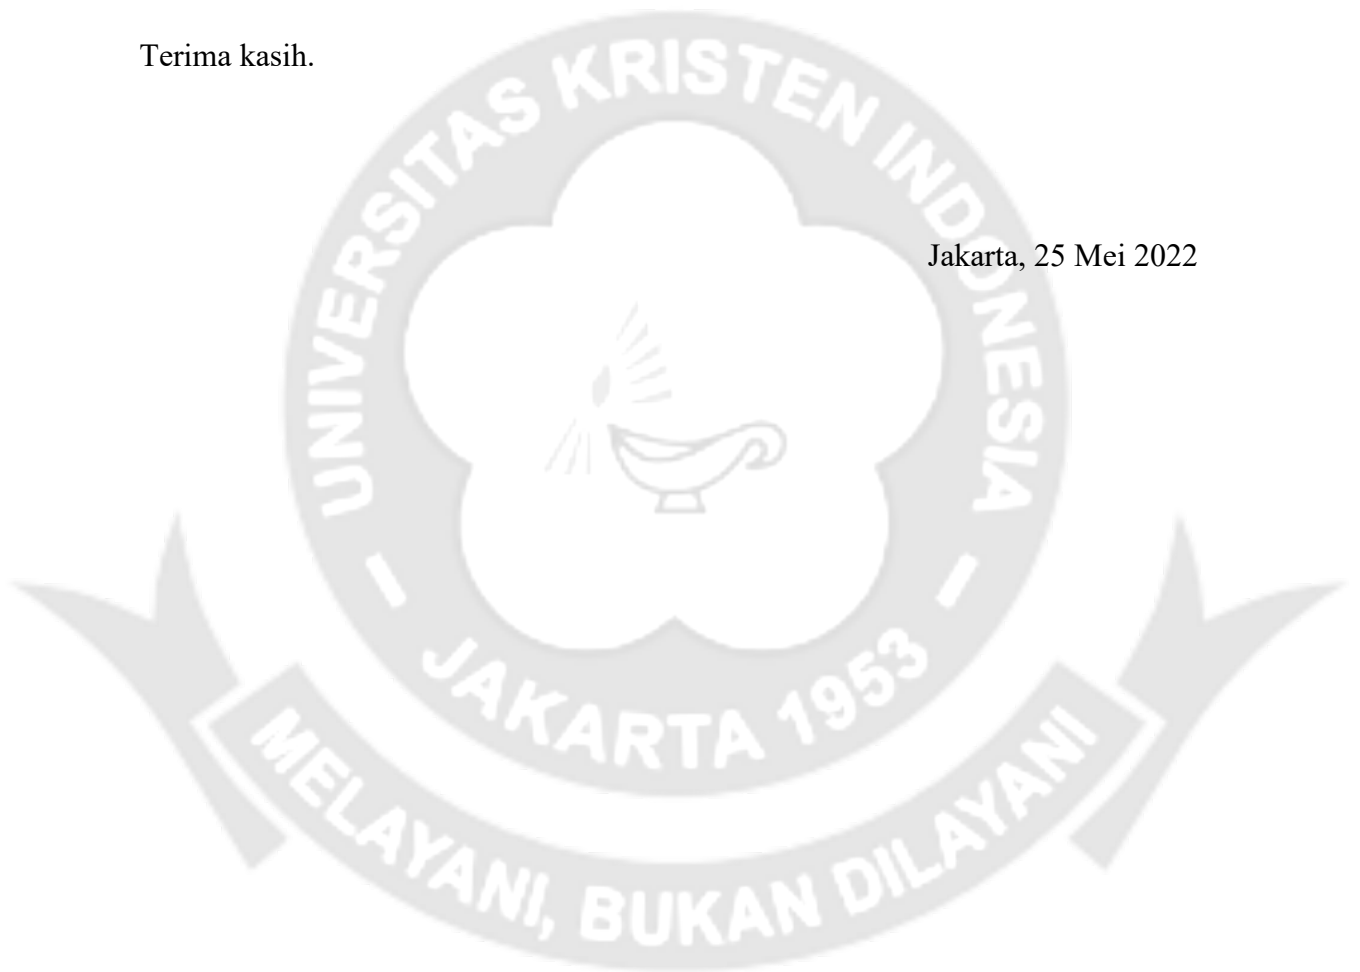 Terima kasih.
Jakarta, 25 Mei 2022
UNIVERSITAS KRISTEN INDONESIA
JAKARTA 1953
MELAYANI, BUKAN DILAYANI